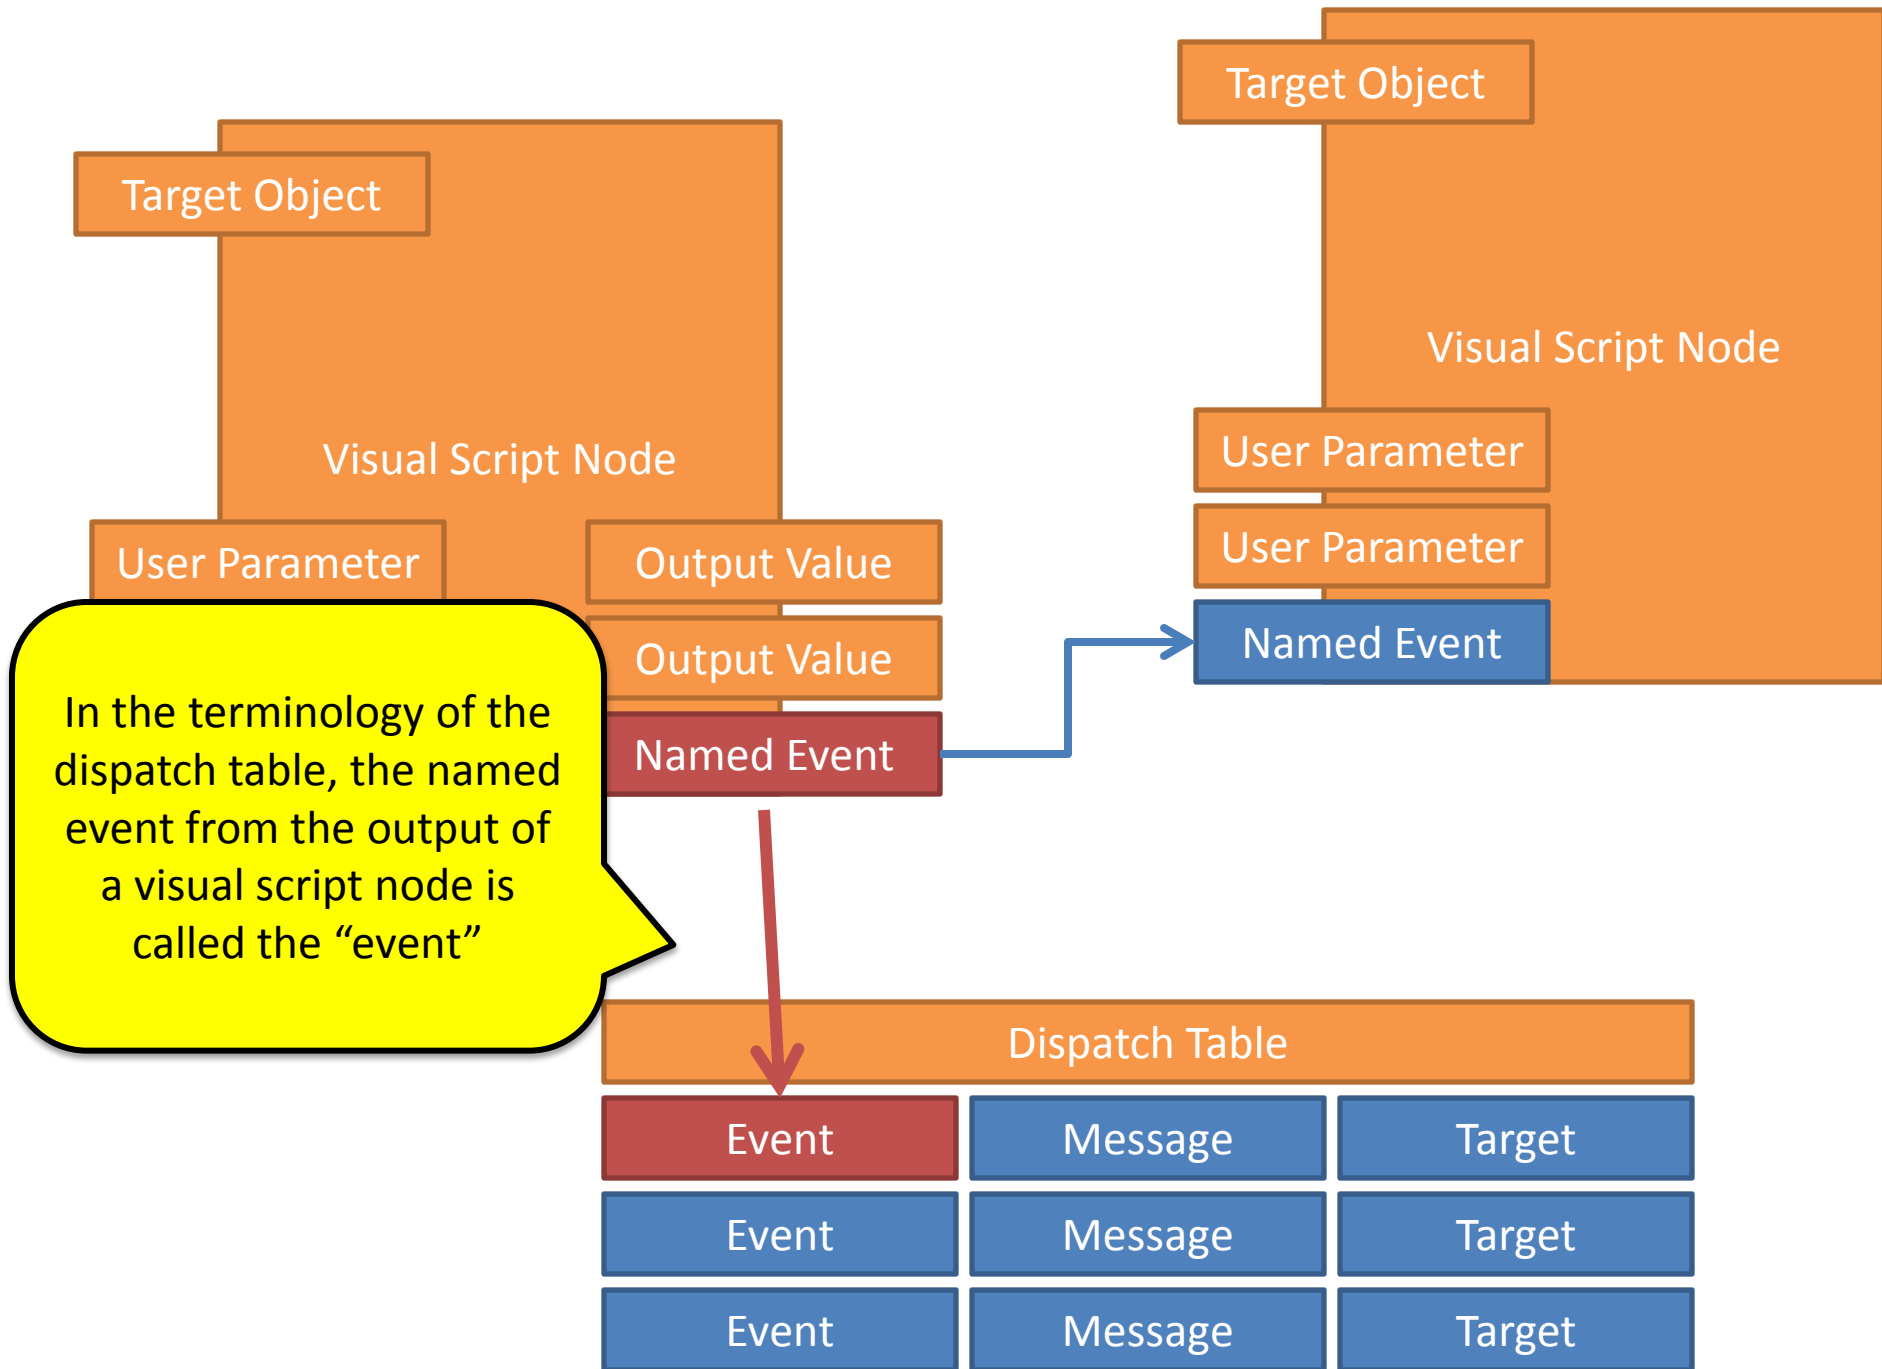 Target Object
Target Object
Visual Script Node
Visual Script Node
User Parameter
User Parameter
User Parameter
Output Value
Output Value
Named Event
Named Event
In the terminology of the
dispatch table, the named
event from the output of
a visual script node is
called the “event”
Dispatch Table
Event Message Target
Event Message Target
Event Message Target